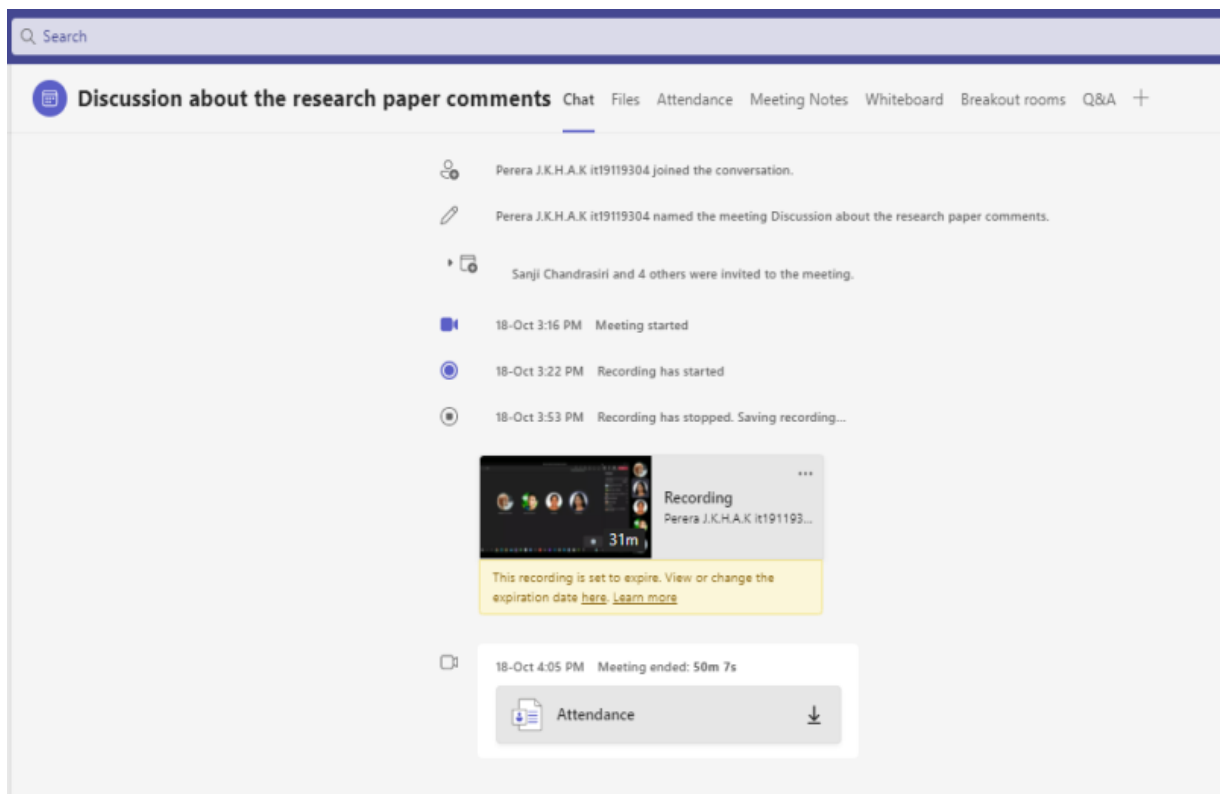 Search
Discussion about the research paper comments Chat Files Attendance Meeting Notes Whiteboard Breakout rooms Q&A
Perera J.K.H.A.K it19119304 joined the conversation.
Perera J.K.H.A.K it19119304 named the meeting Discussion about the research paper comments.
Sanji Chandrasiri and 4 others were invited to the meeting.
18-Oct 3:16 PM Meeting started
18-Oct 3:22 PM Recording has started
18-Oct 3:53 PM Recording has stopped. Saving recording...
31m
Recording
Perera J.K.H.A.K it191193...
This recording is set to expire. View or change the
expiration date here. Learn more
18-Oct 4:05 PM Meeting ended: 50m 7s
Attendance